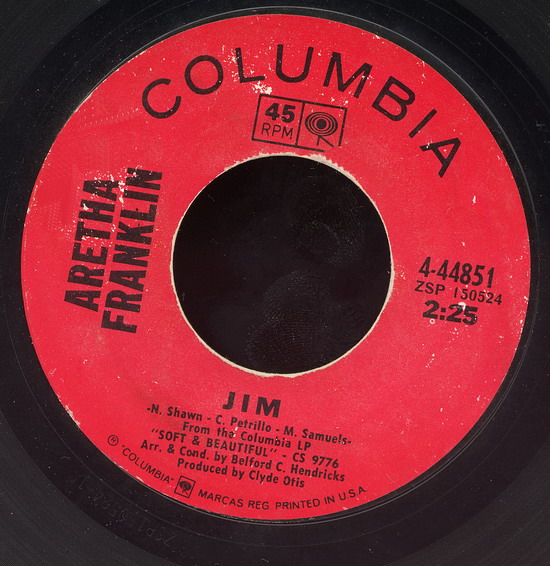 COLUMBIA
45
RPM
ARETHA
FRANKLIN
4-44851
ZSP 150524
2:25
JIM
-N. Shawn - C. Petrillo - M. Samuels-
From the Columbia LP
"SOFT & BEAUTIFUL" - CS 9776
Arr. & Cond. by Belford C. Hendricks
Produced by Clyde Otis
℗ "COLUMBIA" MARCAS REG. PRINTED IN U.S.A.